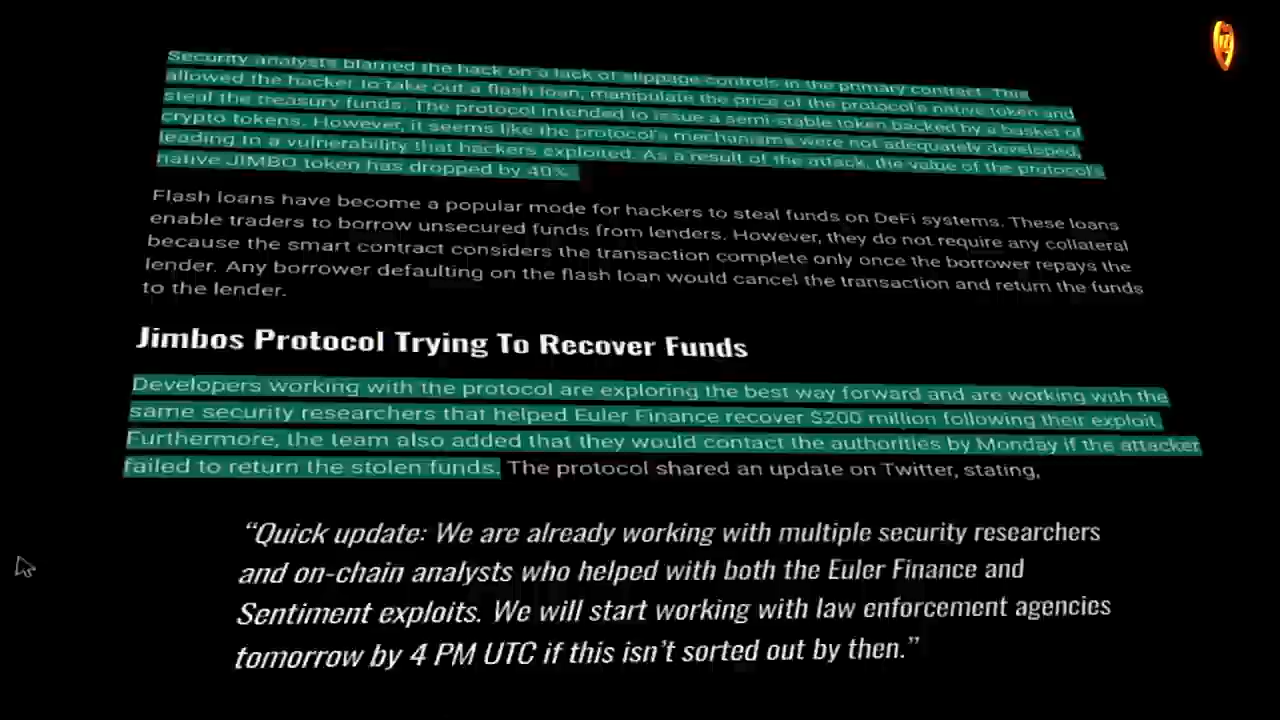 Security analysts blamed the hack on a lack of slippage controls in the primary contract. This
allowed the hacker to take out a flash loan, manipulate the price of the protocol's native token and
steal the treasury funds. The protocol intended to issue a semi-stable token backed by a basket of
crypto tokens. However, it seems like the protocol's mechanisms were not adequately developed,
leading to a vulnerability that hackers exploited. As a result of the attack, the value of the protocol's
native JIMBO token has dropped by 40%.
Flash loans have become a popular mode for hackers to steal funds on DeFi systems. These loans
enable traders to borrow unsecured funds from lenders. However, they do not require any collateral
because the smart contract considers the transaction complete only once the borrower repays the
lender. Any borrower defaulting on the flash loan would cancel the transaction and return the funds
to the lender.
Jimbos Protocol Trying To Recover Funds
Developers working with the protocol are exploring the best way forward and are working with the
same security researchers that helped Euler Finance recover $200 million following their exploit.
Furthermore, the team also added that they would contact the authorities by Monday if the attacker
failed to return the stolen funds. The protocol shared an update on Twitter, stating,
“Quick update: We are already working with multiple security researchers
and on-chain analysts who helped with both the Euler Finance and
Sentiment exploits. We will start working with law enforcement agencies
tomorrow by 4 PM UTC if this isn’t sorted out by then.”